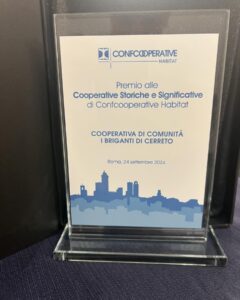 CONFCOOPERATIVE
HABITAT
Premio alle
Cooperative Storiche e Significative
di Confcooperative Habitat
COOPERATIVA DI COMUNITÀ
I BRIGANTI DI CERRETO
Roma, 24 settembre 2024